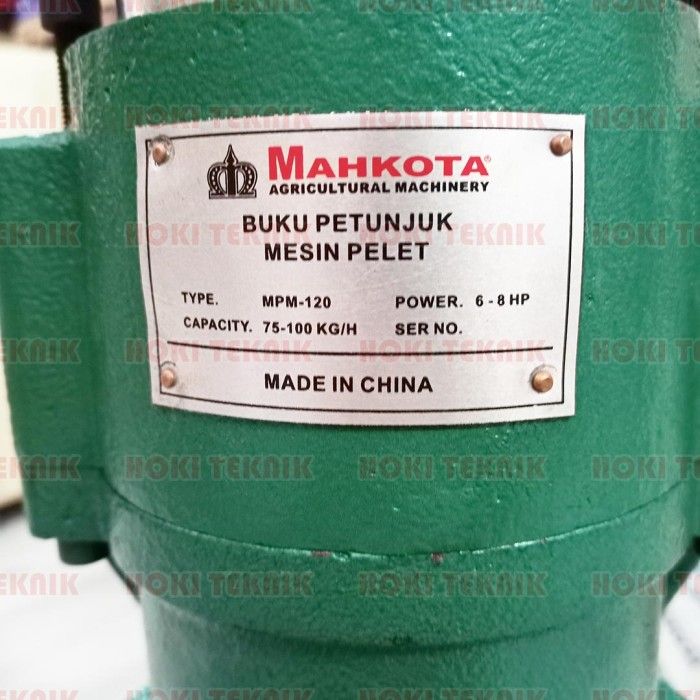 MAHKOTA®
AGRICULTURAL MACHINERY
BUKU PETUNJUK
MESIN PELET
TYPE. MPM-120 POWER. 6 - 8 HP
CAPACITY. 75-100 KG/H SER NO.
MADE IN CHINA
HOKI TEKNIK